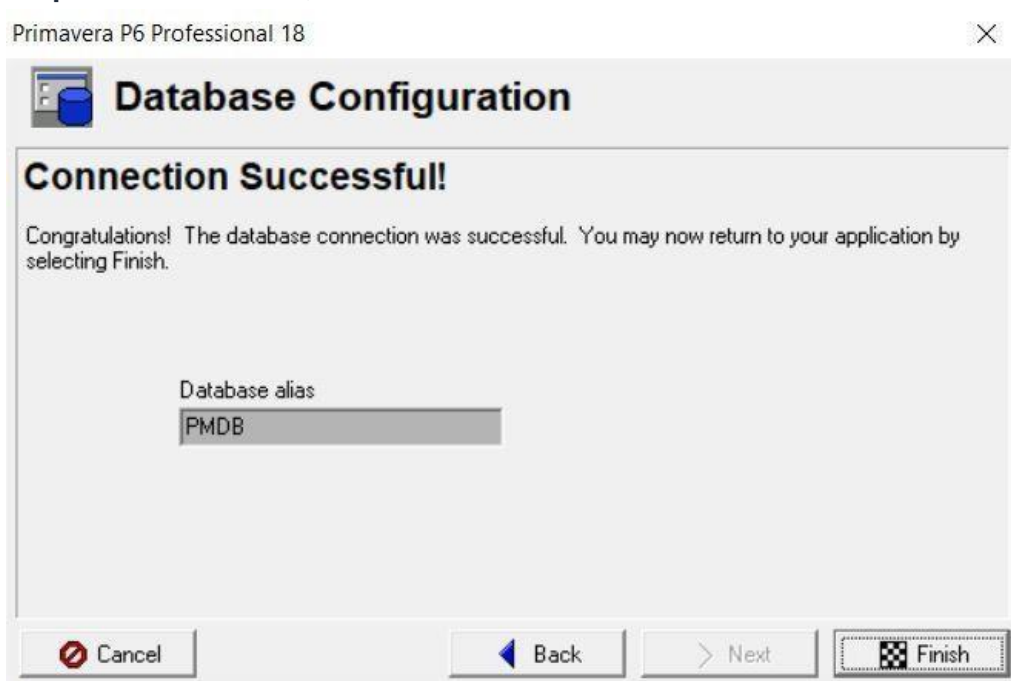 Primavera P6 Professional 18
Database Configuration
Connection Successful!
Congratulations! The database connection was successful. You may now return to your application by
selecting Finish.
Database alias
PMDB
Cancel
Back
Next
Finish